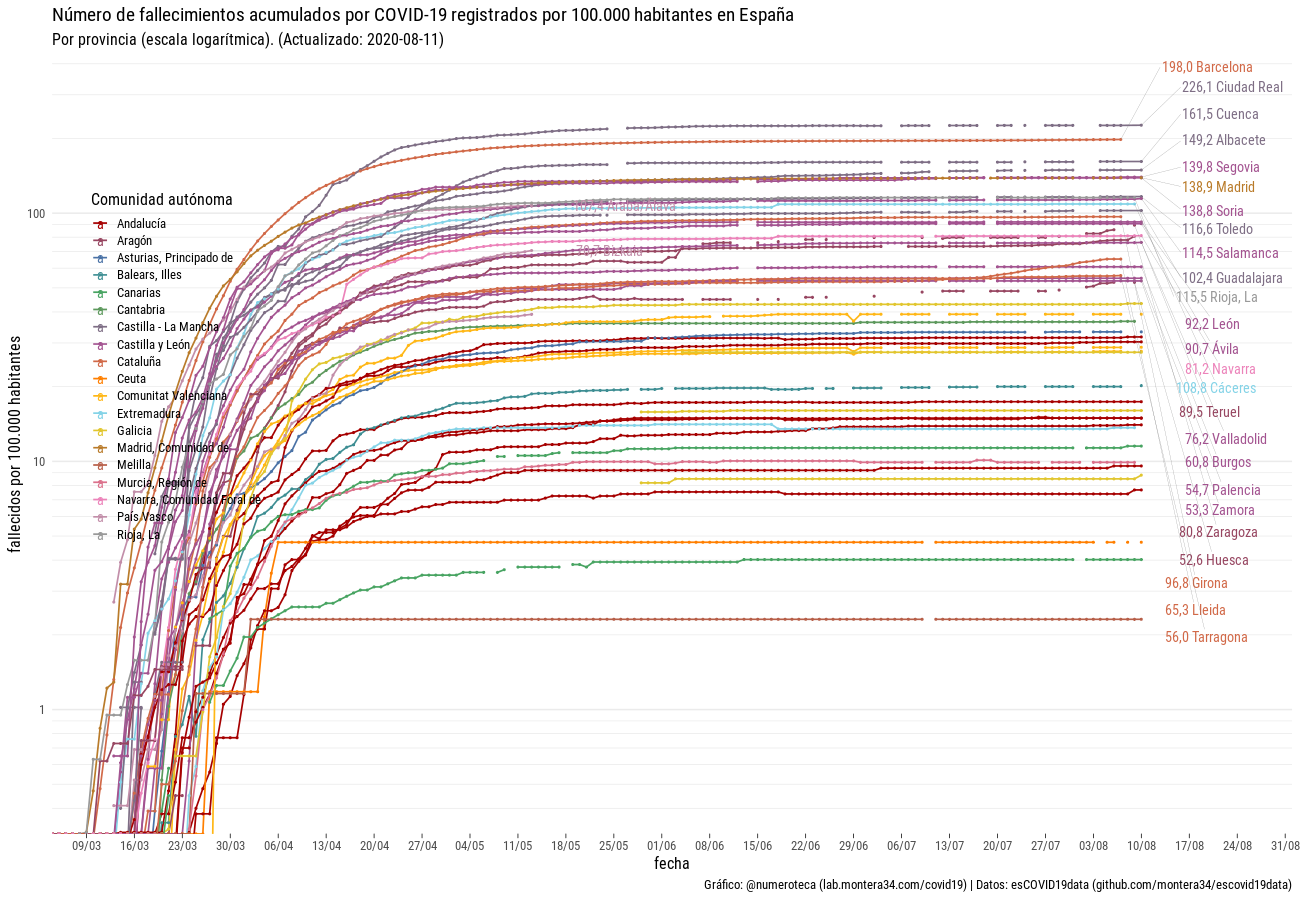 Número de fallecimientos acumulados por COVID-19 registrados por 100.000 habitantes en España
Por provincia (escala logarítmica). (Actualizado: 2020-08-11)
198,0 Barcelona
226,1 Ciudad Real
161,5 Cuenca
149,2 Albacete
139,8 Segovia
138,9 Madrid
138,8 Soria
116,6 Toledo
114,5 Salamanca
102,4 Guadalajara
115,5 Rioja, La
92,2 León
90,7 Ávila
81,2 Navarra
108,8 Cáceres
89,5 Teruel
76,2 Valladolid
60,8 Burgos
54,7 Palencia
53,3 Zamora
80,8 Zaragoza
52,6 Huesca
96,8 Girona
65,3 Lleida
56,0 Tarragona
Comunidad autónoma
Andalucía
Aragón
Asturias, Principado de
Balears, Illes
Canarias
Cantabria
Castilla - La Mancha
Castilla y León
Cataluña
Ceuta
Comunitat Valenciana
Extremadura
Galicia
Madrid, Comunidad de
Melilla
Murcia, Región de
Navarra, Comunidad Foral de
País Vasco
Rioja, La
fallecidos por 100.000 habitantes
100
10
1
09/03 16/03 23/03 30/03 06/04 13/04 20/04 27/04 04/05 11/05 18/05 25/05 01/06 08/06 15/06 22/06 29/06 06/07 13/07 20/07 27/07 03/08 10/08 17/08 24/08 31/08
fecha
Gráfico: @numeroteca (lab.montera34.com/covid19) | Datos: esCOVID19data (github.com/montera34/escovid19data)